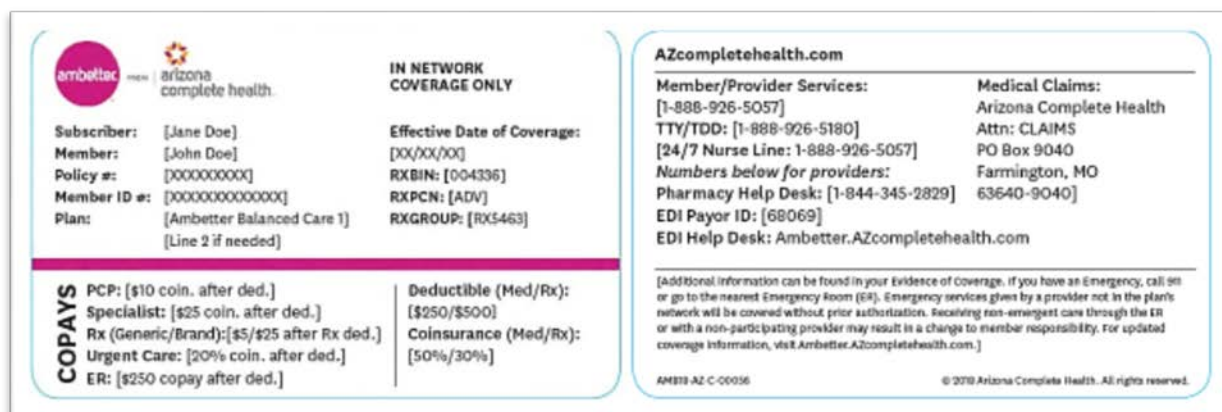 ambetter
FROM
arizona
complete health.
IN NETWORK
COVERAGE ONLY
Subscriber: [Jane Doe]
Member: [John Doe]
Policy #: [XXXXXXXXX]
Member ID #: [XXXXXXXXXXXXX]
Plan: [Ambetter Balanced Care 1]
[Line 2 if needed]
Effective Date of Coverage:
[XX/XX/XX]
RXBIN: [004336]
RXPCN: [ADV]
RXGROUP: [RX5463]
COPAYS
PCP: [$10 coin. after ded.]
Specialist: [$25 coin. after ded.]
Rx (Generic/Brand):[$5/$25 after Rx ded.]
Urgent Care: [20% coin. after ded.]
ER: [$250 copay after ded.]
Deductible (Med/Rx):
[$250/$500]
Coinsurance (Med/Rx):
[50%/30%]
AZcompletehealth.com
Member/Provider Services:
[1-888-926-5057]
TTY/TDD: [1-888-926-5180]
[24/7 Nurse Line: 1-888-926-5057]
Numbers below for providers:
Pharmacy Help Desk: [1-844-345-2829]
EDI Payor ID: [68069]
EDI Help Desk: Ambetter.AZcompletehealth.com
Medical Claims:
Arizona Complete Health
Attn: CLAIMS
PO Box 9040
Farmington, MO
63640-9040]
[Additional information can be found in your Evidence of Coverage. If you have an Emergency, call 911
or go to the nearest Emergency Room (ER). Emergency services given by a provider not in the plan's
network will be covered without prior authorization. Receiving non-emergent care through the ER
or with a non-participating provider may result in a change to member responsibility. For updated
coverage information, visit Ambetter.AZcompletehealth.com.]
© 2019 Arizona Complete Health. All rights reserved.